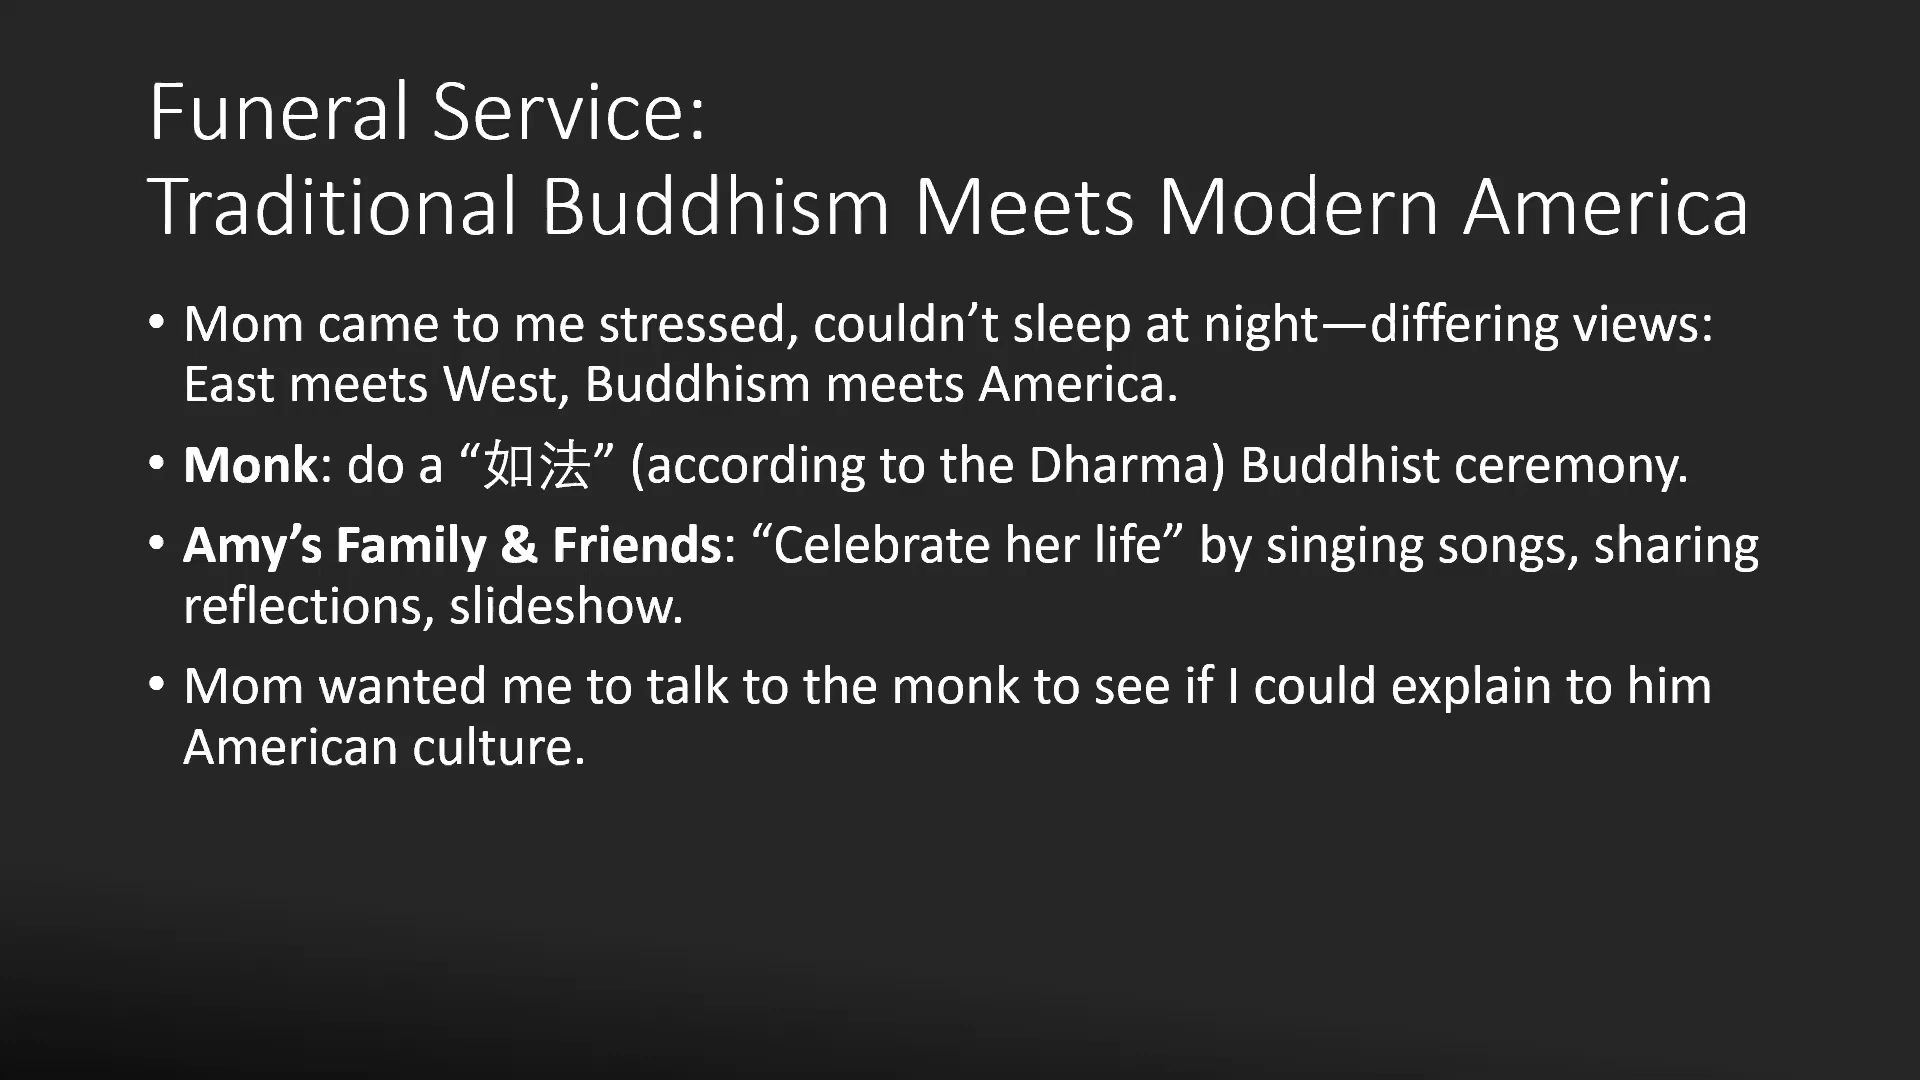 Funeral Service:
Traditional Buddhism Meets Modern America
• Mom came to me stressed, couldn’t sleep at night—differing views:
East meets West, Buddhism meets America.
• Monk: do a “如法” (according to the Dharma) Buddhist ceremony.
• Amy’s Family & Friends: “Celebrate her life” by singing songs, sharing
reflections, slideshow.
• Mom wanted me to talk to the monk to see if I could explain to him
American culture.